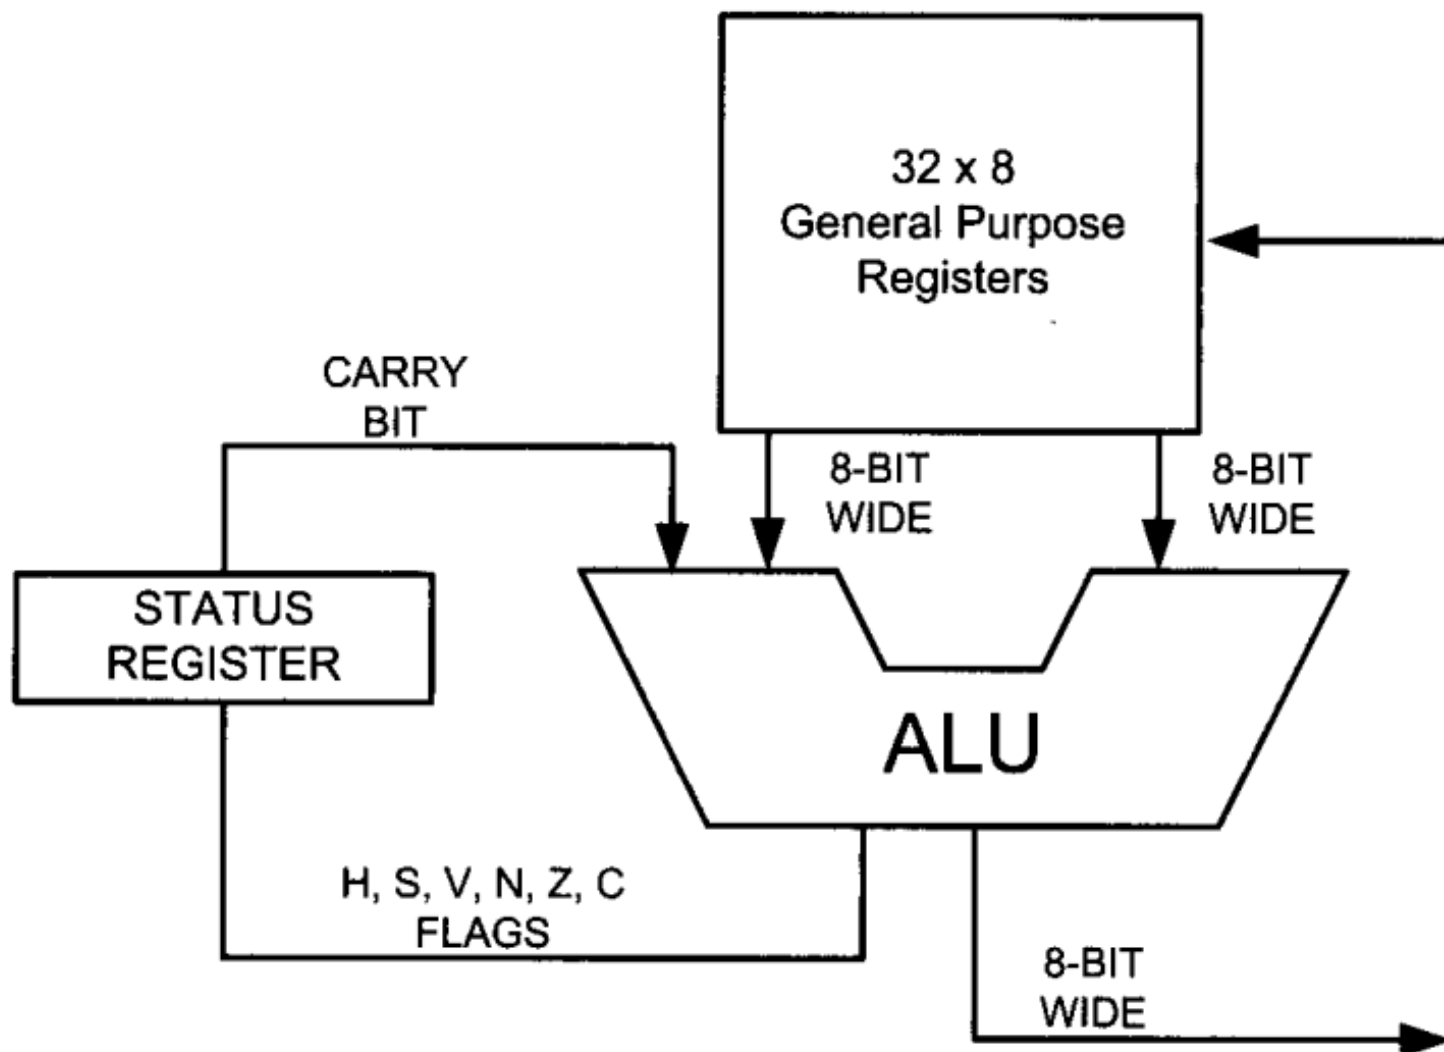 32 x 8
General Purpose
Registers
CARRY
BIT
8-BIT
WIDE
8-BIT
WIDE
STATUS
REGISTER
ALU
H, S, V, N, Z, C
FLAGS
8-BIT
WIDE